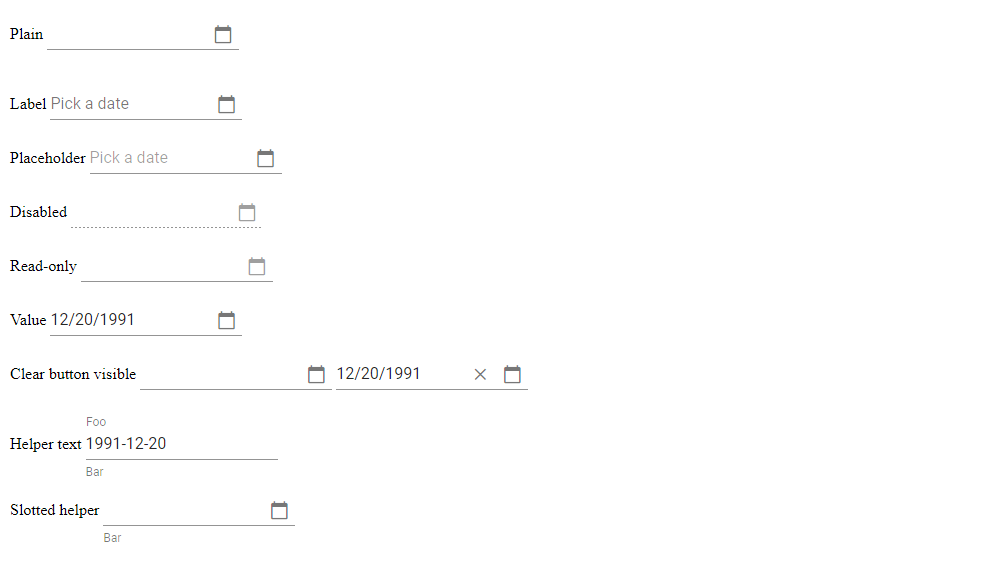 Plain
Label Pick a date
Placeholder Pick a date
Disabled
Read-only
Value 12/20/1991
Clear button visible 12/20/1991
Foo
Helper text 1991-12-20
Bar
Slotted helper
Bar